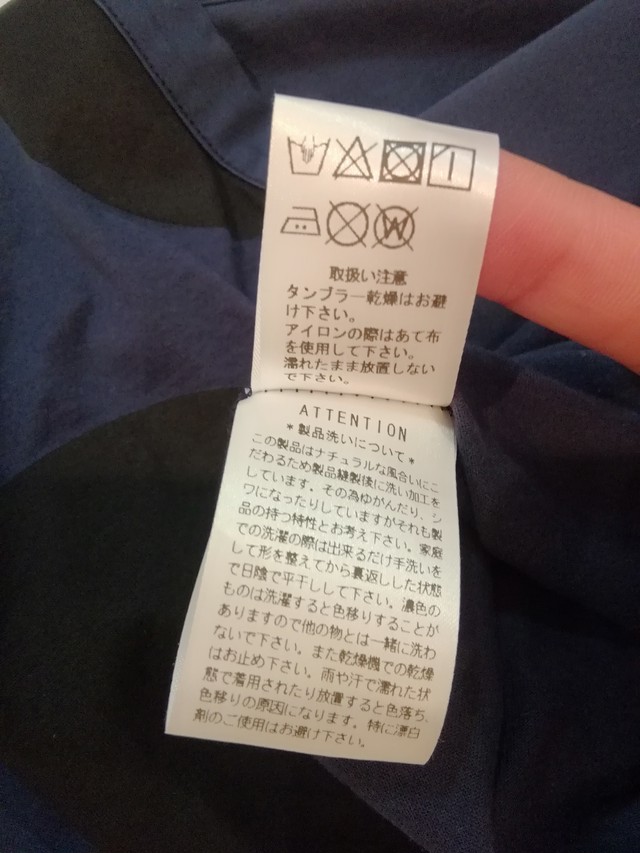 取扱い注意
タンブラー乾燥はお避
け下さい。
アイロンの際はあて布
を使用して下さい。
濡れたまま放置しない
で下さい。
ATTENTION
*製品洗いについて*
この製品はナチュラルな風合いにこ
だわるため製品縫製後に洗い加工を
しています。その為ゆがんだり、シ
ワになったりしていますがそれも製
品の持つ特性とお考え下さい。家庭
での洗濯の際は出来るだけ手洗いを
して形を整えてから裏返しした状態
で日陰で平干しして下さい。濃色の
ものは洗濯すると色移りすることが
ありますので他の物とは一緒に洗わ
ないで下さい。また乾燥機での乾燥
はお止め下さい。雨や汗で濡れた状
態で着用されたり放置すると色落ち、
色移りの原因になります。特に漂白
剤のご使用はお避け下さい。